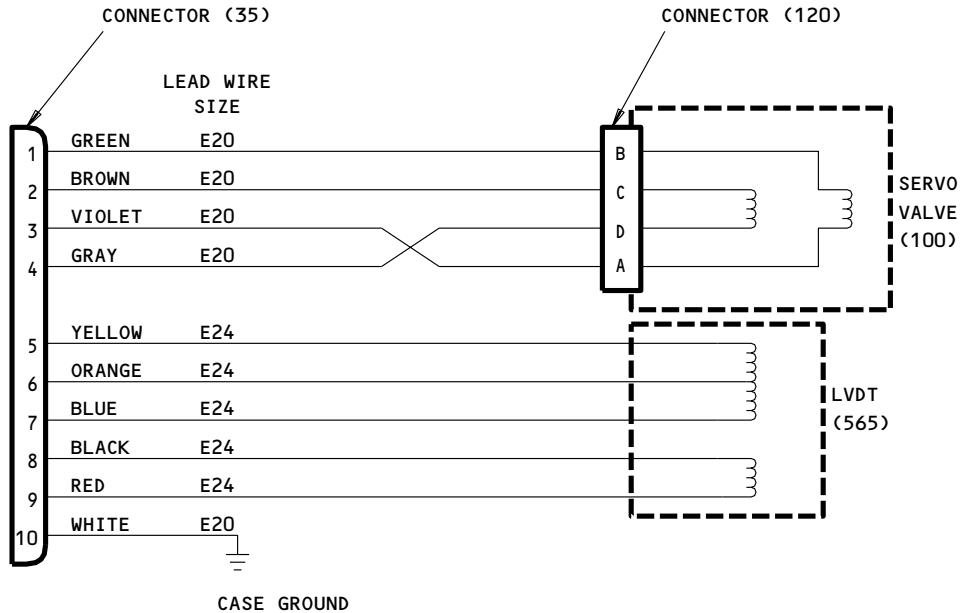 CONNECTOR (35)
CONNECTOR (120)
LEAD WIRE
SIZE
1 GREEN E20 B
2 BROWN E20 C
3 VIOLET E20 D
4 GRAY E20 A
SERVO
VALVE
(100)
5 YELLOW E24
6 ORANGE E24
7 BLUE E24
8 BLACK E24
9 RED E24
10 WHITE E20
LVDT
(565)
CASE GROUND